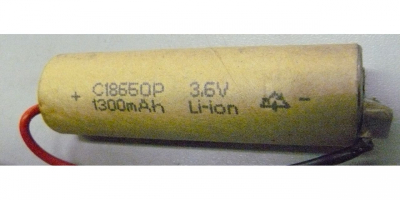 + C18650P 3.6V -
1300mAh Li-ion